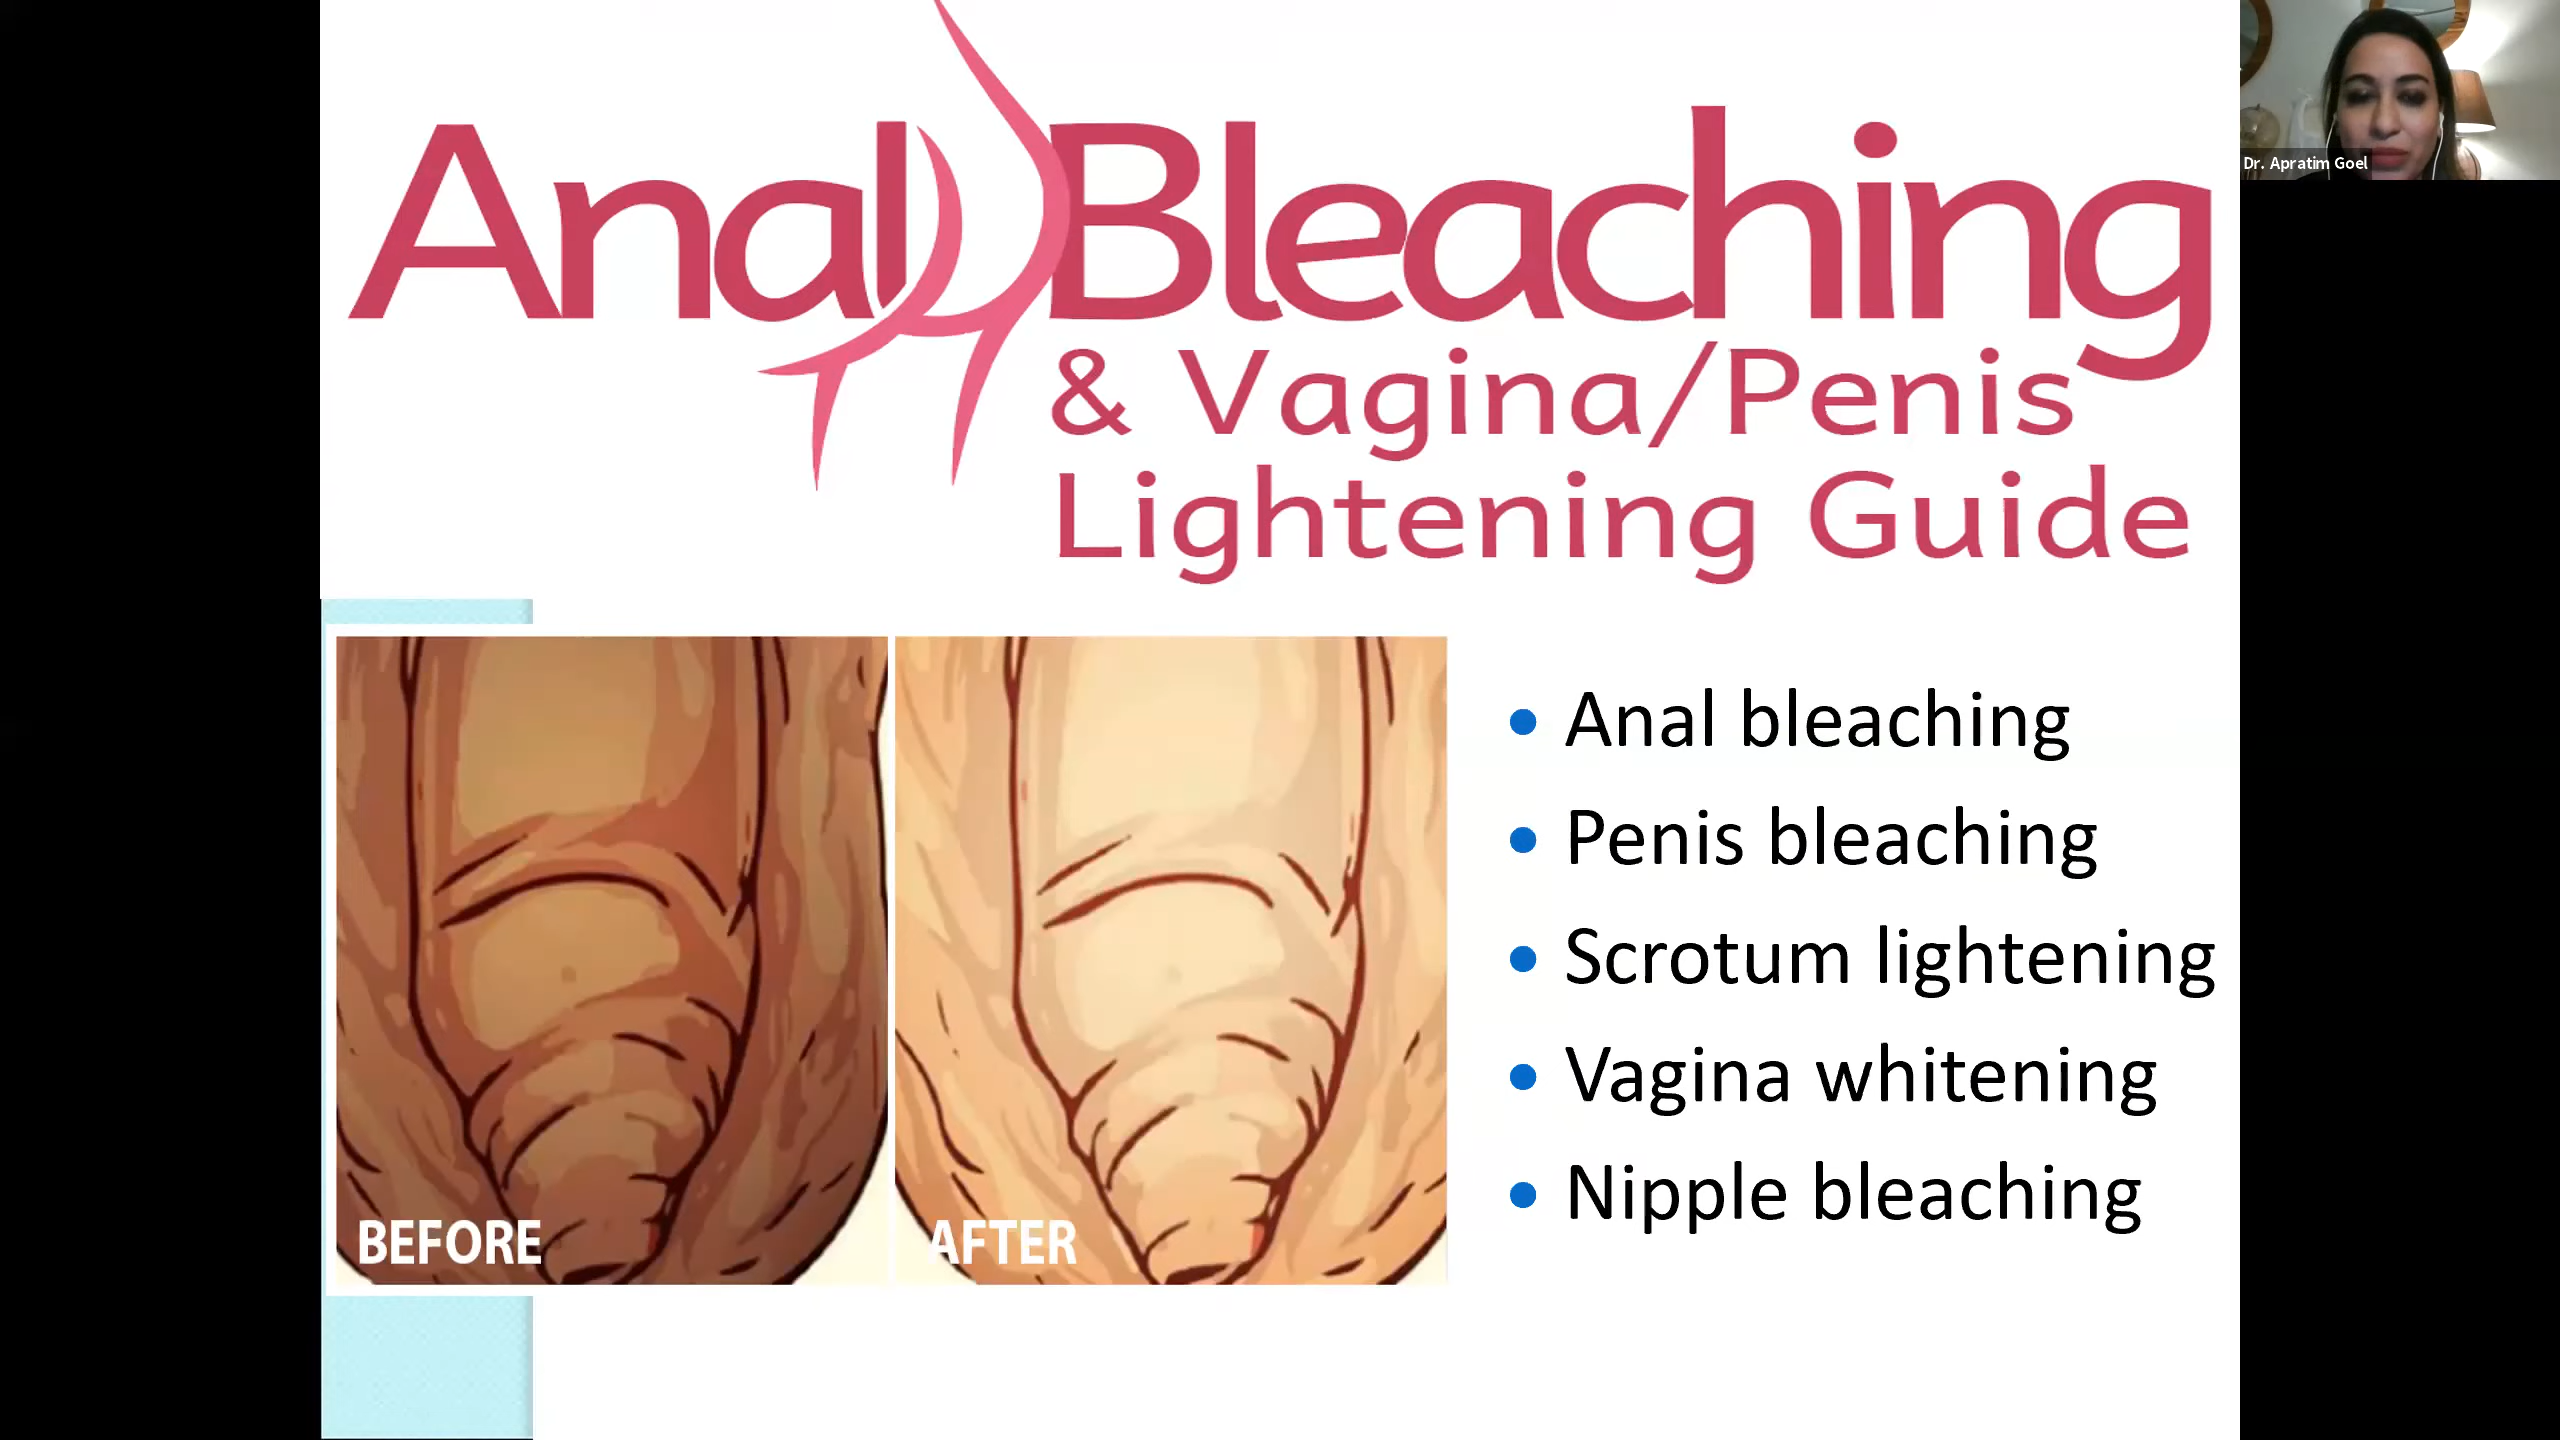 Anal Bleaching
& Vagina/Penis
Lightening Guide
Dr. Apratim Goel
BEFORE
AFTER
• Anal bleaching
• Penis bleaching
• Scrotum lightening
• Vagina whitening
• Nipple bleaching